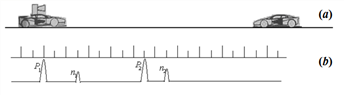 (a)
(b)
P₁ n₁ P₂ n₂